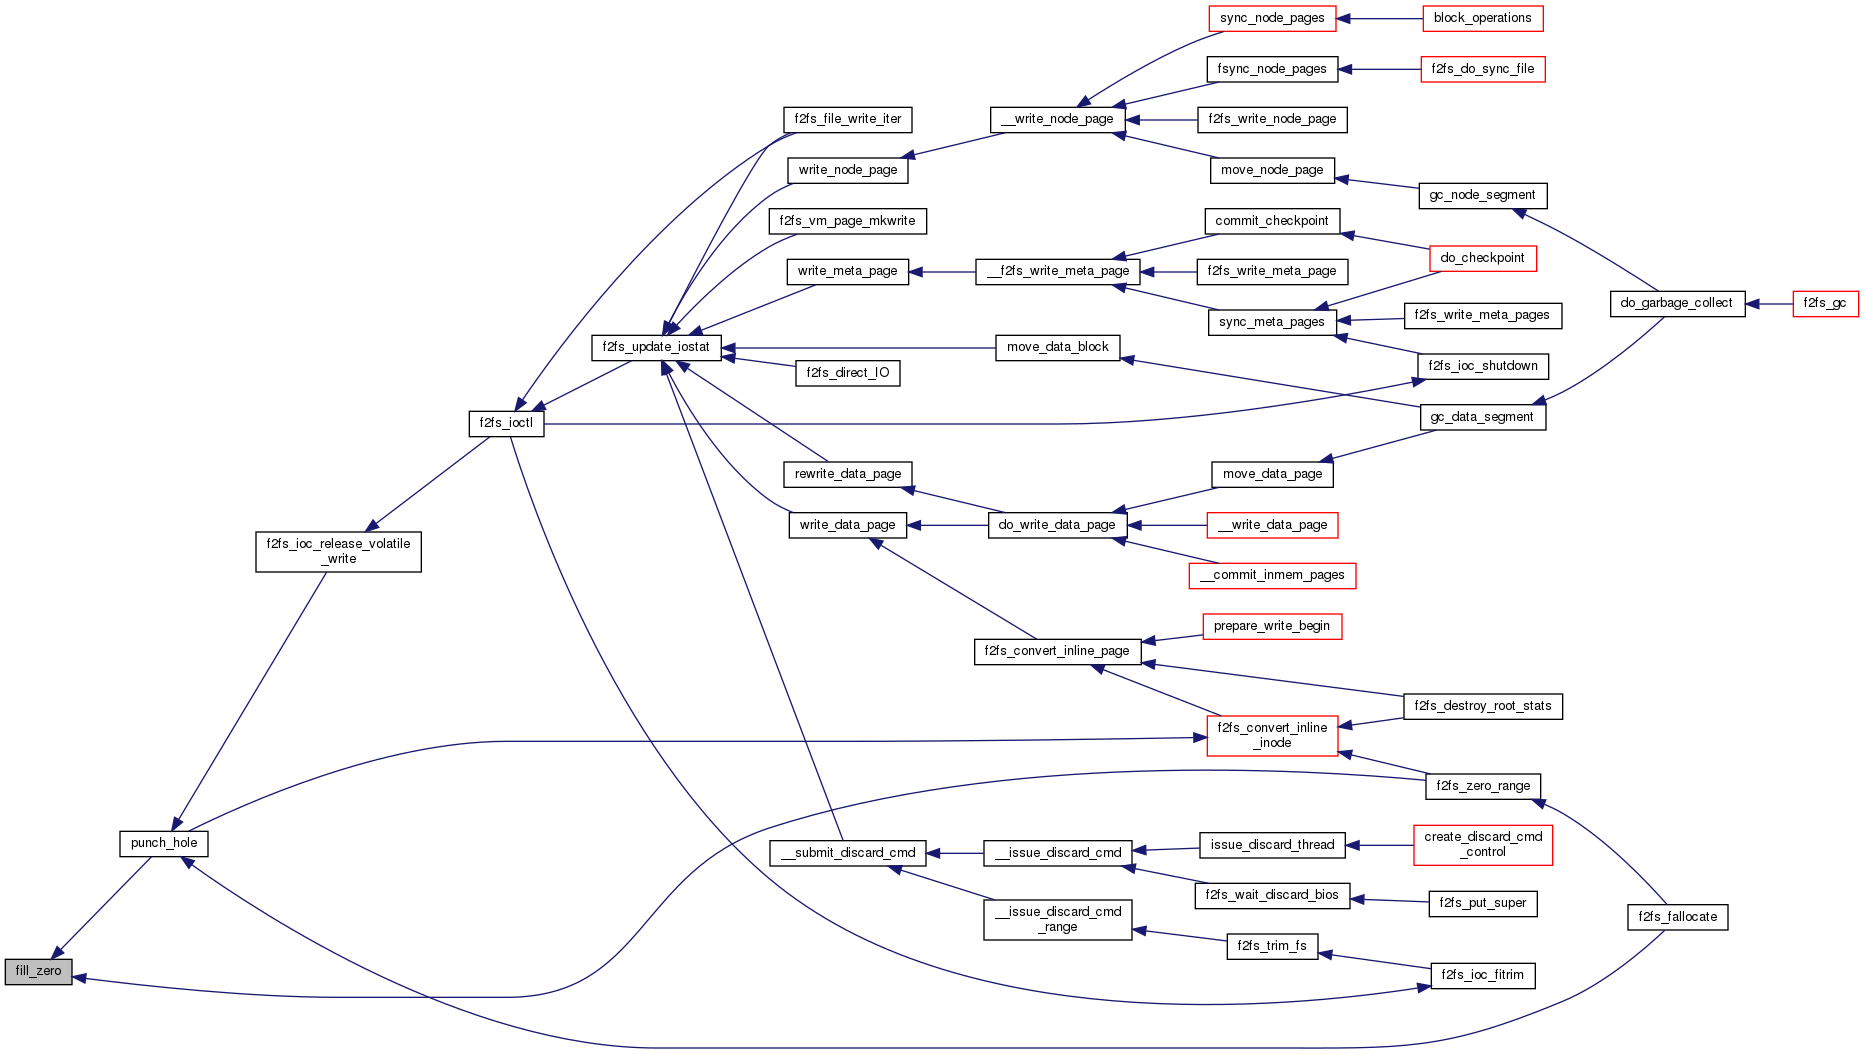 sync_node_pages
block_operations
fsync_node_pages
f2fs_do_sync_file
f2fs_file_write_iter
__write_node_page
f2fs_write_node_page
write_node_page
move_node_page
gc_node_segment
f2fs_vm_page_mkwrite
commit_checkpoint
write_meta_page
__f2fs_write_meta_page
f2fs_write_meta_page
do_checkpoint
do_garbage_collect
f2fs_gc
sync_meta_pages
f2fs_write_meta_pages
f2fs_update_iostat
move_data_block
f2fs_direct_IO
f2fs_ioc_shutdown
f2fs_ioctl
gc_data_segment
rewrite_data_page
move_data_page
write_data_page
do_write_data_page
__write_data_page
f2fs_ioc_release_volatile
_write
__commit_inmem_pages
prepare_write_begin
f2fs_convert_inline_page
f2fs_destroy_root_stats
f2fs_convert_inline
_inode
f2fs_zero_range
punch_hole
__submit_discard_cmd
__issue_discard_cmd
issue_discard_thread
create_discard_cmd
_control
f2fs_wait_discard_bios
f2fs_put_super
__issue_discard_cmd
_range
f2fs_fallocate
f2fs_trim_fs
fill_zero
f2fs_ioc_fitrim